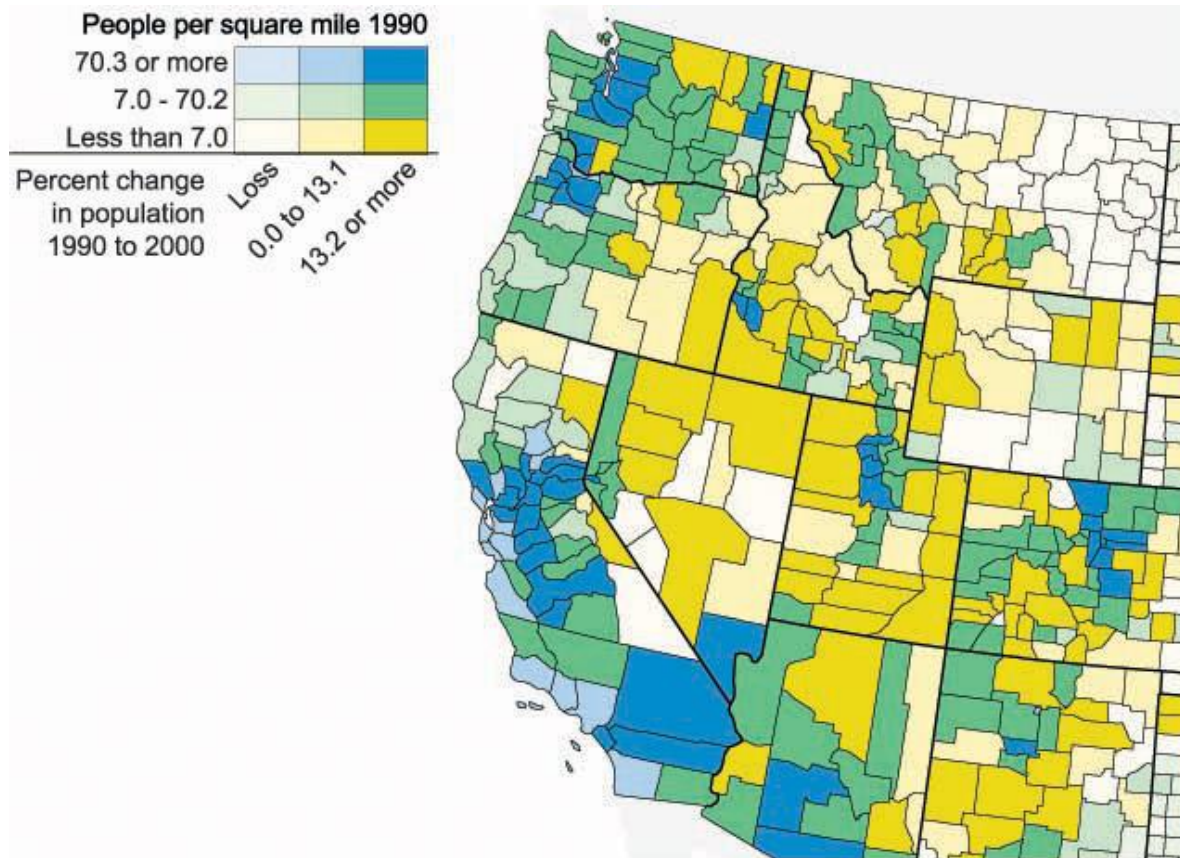 People per square mile 1990
70.3 or more
7.0 - 70.2
Less than 7.0
Percent change
in population
1990 to 2000
Loss
0.0 to 13.1
13.2 or more